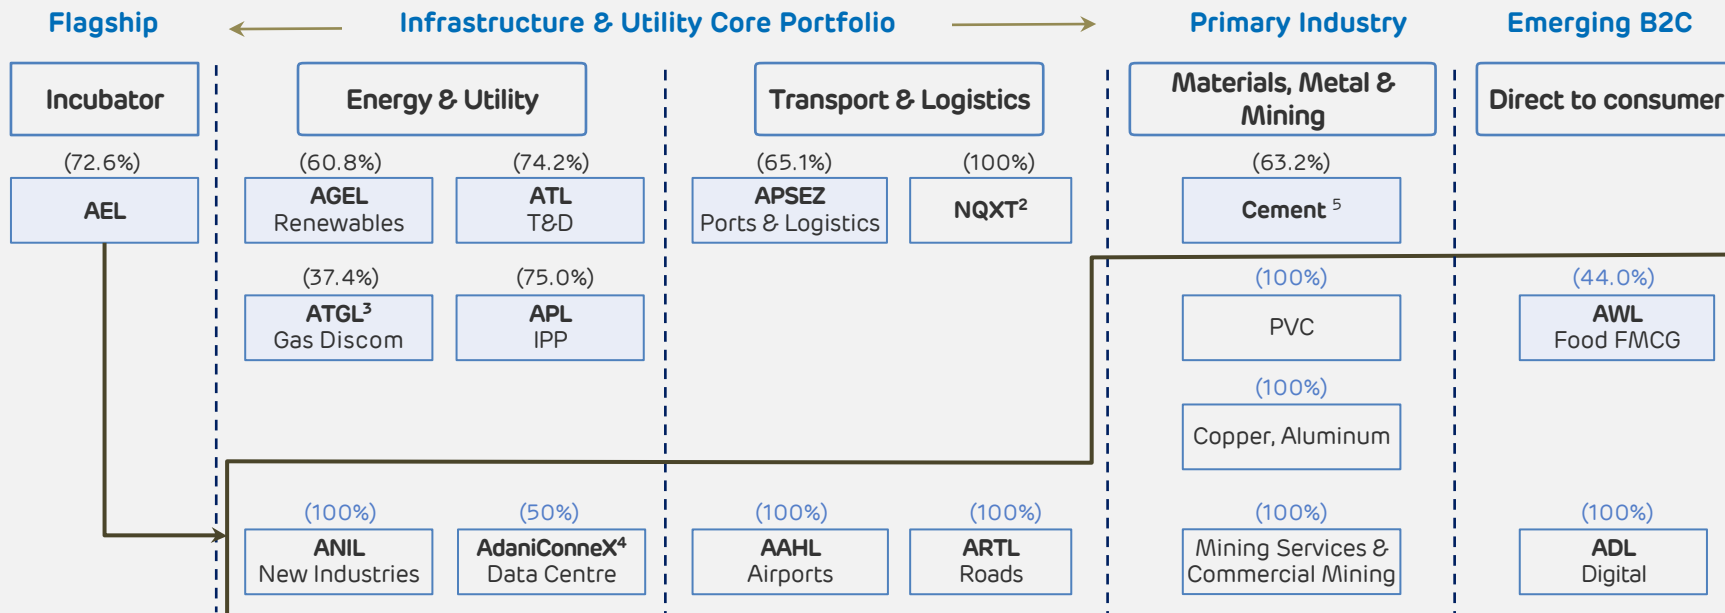 Flagship
Infrastructure & Utility Core Portfolio
Primary Industry
Emerging B2C
Incubator
Energy & Utility
Transport & Logistics
Materials, Metal &
Mining
Direct to consumer
(72.6%)
(60.8%)
(74.2%)
(65.1%)
(100%)
(63.2%)
AEL
AGEL
Renewables
ATL
T&D
APSEZ
Ports & Logistics
NQXT²
Cement ⁵
(37.4%)
(75.0%)
(100%)
(44.0%)
ATGL³
Gas Discom
APL
IPP
PVC
AWL
Food FMCG
(100%)
Copper, Aluminum
(100%)
(50%)
(100%)
(100%)
(100%)
(100%)
ANIL
New Industries
AdaniConneX⁴
Data Centre
AAHL
Airports
ARTL
Roads
Mining Services &
Commercial Mining
ADL
Digital